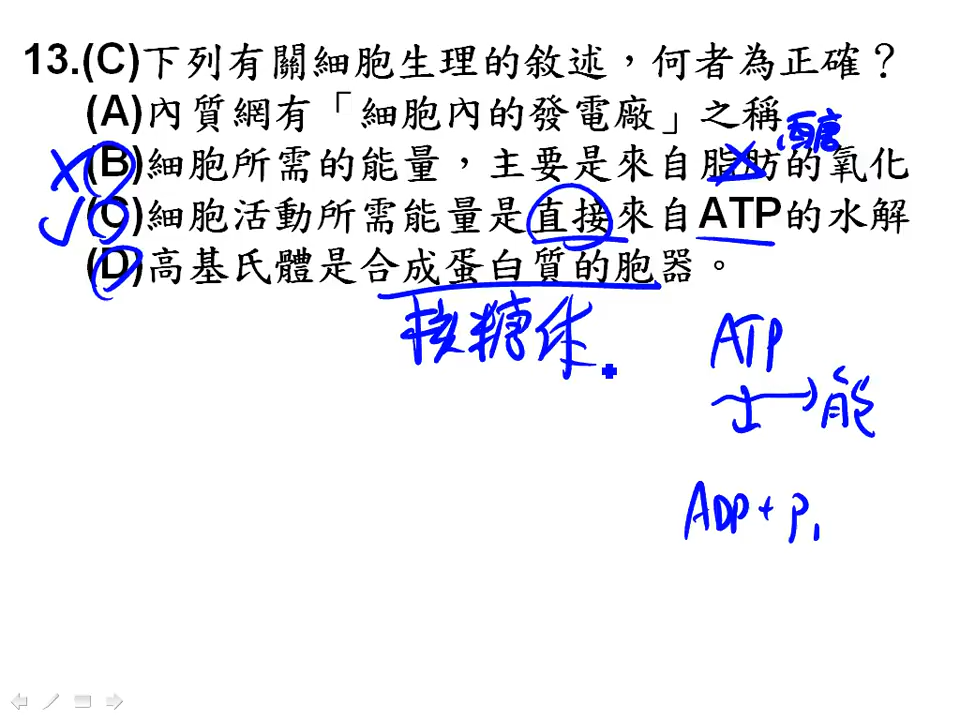 13.(C)下列有關細胞生理的敘述，何者為正確？
(A)內質網有「細胞內的發電廠」之稱
(B)細胞所需的能量，主要是來自脂肪的氧化
(C)細胞活動所需能量是直接來自ATP的水解
(D)高基氏體是合成蛋白質的胞器。
核糖体
ATP
→能
ADP+P